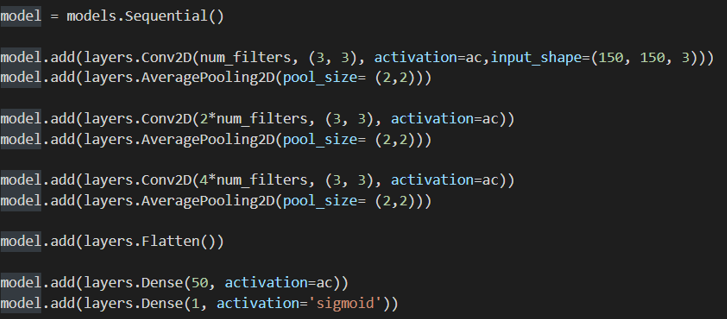 model = models.Sequential()
model.add(layers.Conv2D(num_filters, (3, 3), activation=ac,input_shape=(150, 150, 3)))
model.add(layers.AveragePooling2D(pool_size= (2,2)))
model.add(layers.Conv2D(2*num_filters, (3, 3), activation=ac))
model.add(layers.AveragePooling2D(pool_size= (2,2)))
model.add(layers.Conv2D(4*num_filters, (3, 3), activation=ac))
model.add(layers.AveragePooling2D(pool_size= (2,2)))
model.add(layers.Flatten())
model.add(layers.Dense(50, activation=ac))
model.add(layers.Dense(1, activation='sigmoid'))